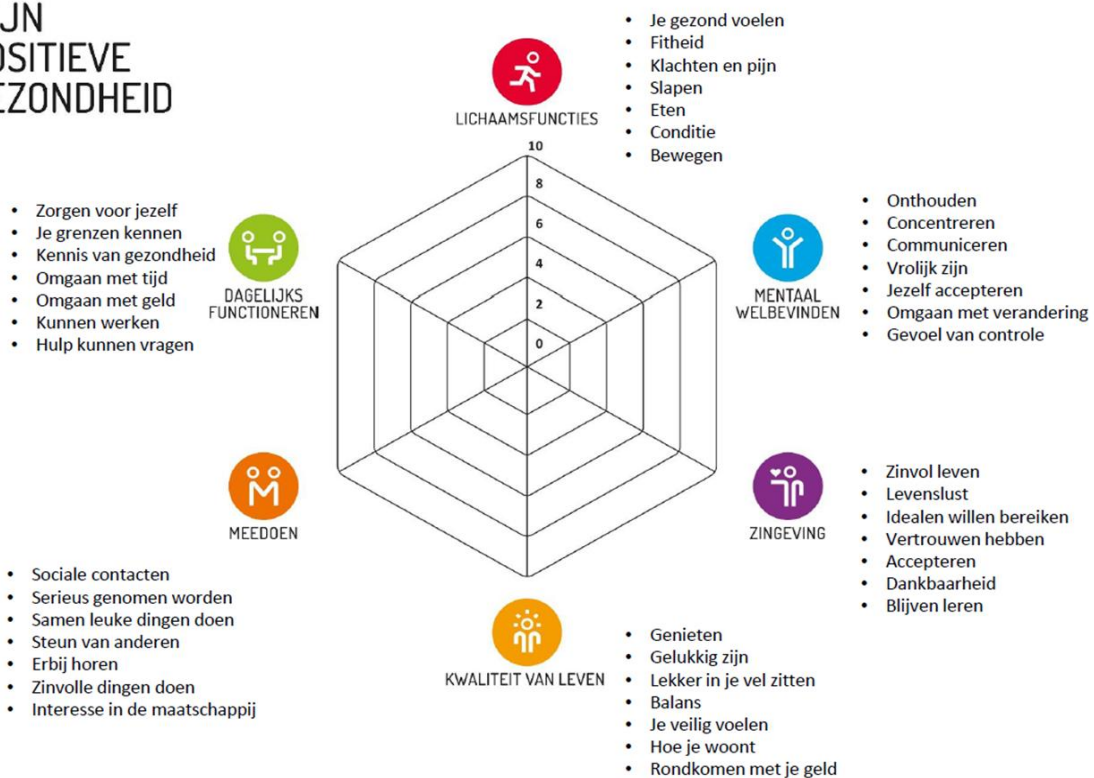 JN
OSITIEVE
EZONDHEID
LICHAAMSFUNCTIES
• Je gezond voelen
• Fitheid
• Klachten en pijn
• Slapen
• Eten
• Conditie
• Bewegen
10
8
6
4
2
0
MENTAAL
WELBEVINDEN
• Onthouden
• Concentreren
• Communiceren
• Vrolijk zijn
• Jezelf accepteren
• Omgaan met verandering
• Gevoel van controle
ZINGEVING
• Zinvol leven
• Levenslust
• Idealen willen bereiken
• Vertrouwen hebben
• Accepteren
• Dankbaarheid
• Blijven leren
KWALITEIT VAN LEVEN
• Genieten
• Gelukkig zijn
• Lekker in je vel zitten
• Balans
• Je veilig voelen
• Hoe je woont
• Rondkomen met je geld
MEEDOEN
• Sociale contacten
• Serieus genomen worden
• Samen leuke dingen doen
• Steun van anderen
• Erbij horen
• Zinvolle dingen doen
• Interesse in de maatschappij
DAGELIJKS
FUNCTIONEREN
• Zorgen voor jezelf
• Je grenzen kennen
• Kennis van gezondheid
• Omgaan met tijd
• Omgaan met geld
• Kunnen werken
• Hulp kunnen vragen